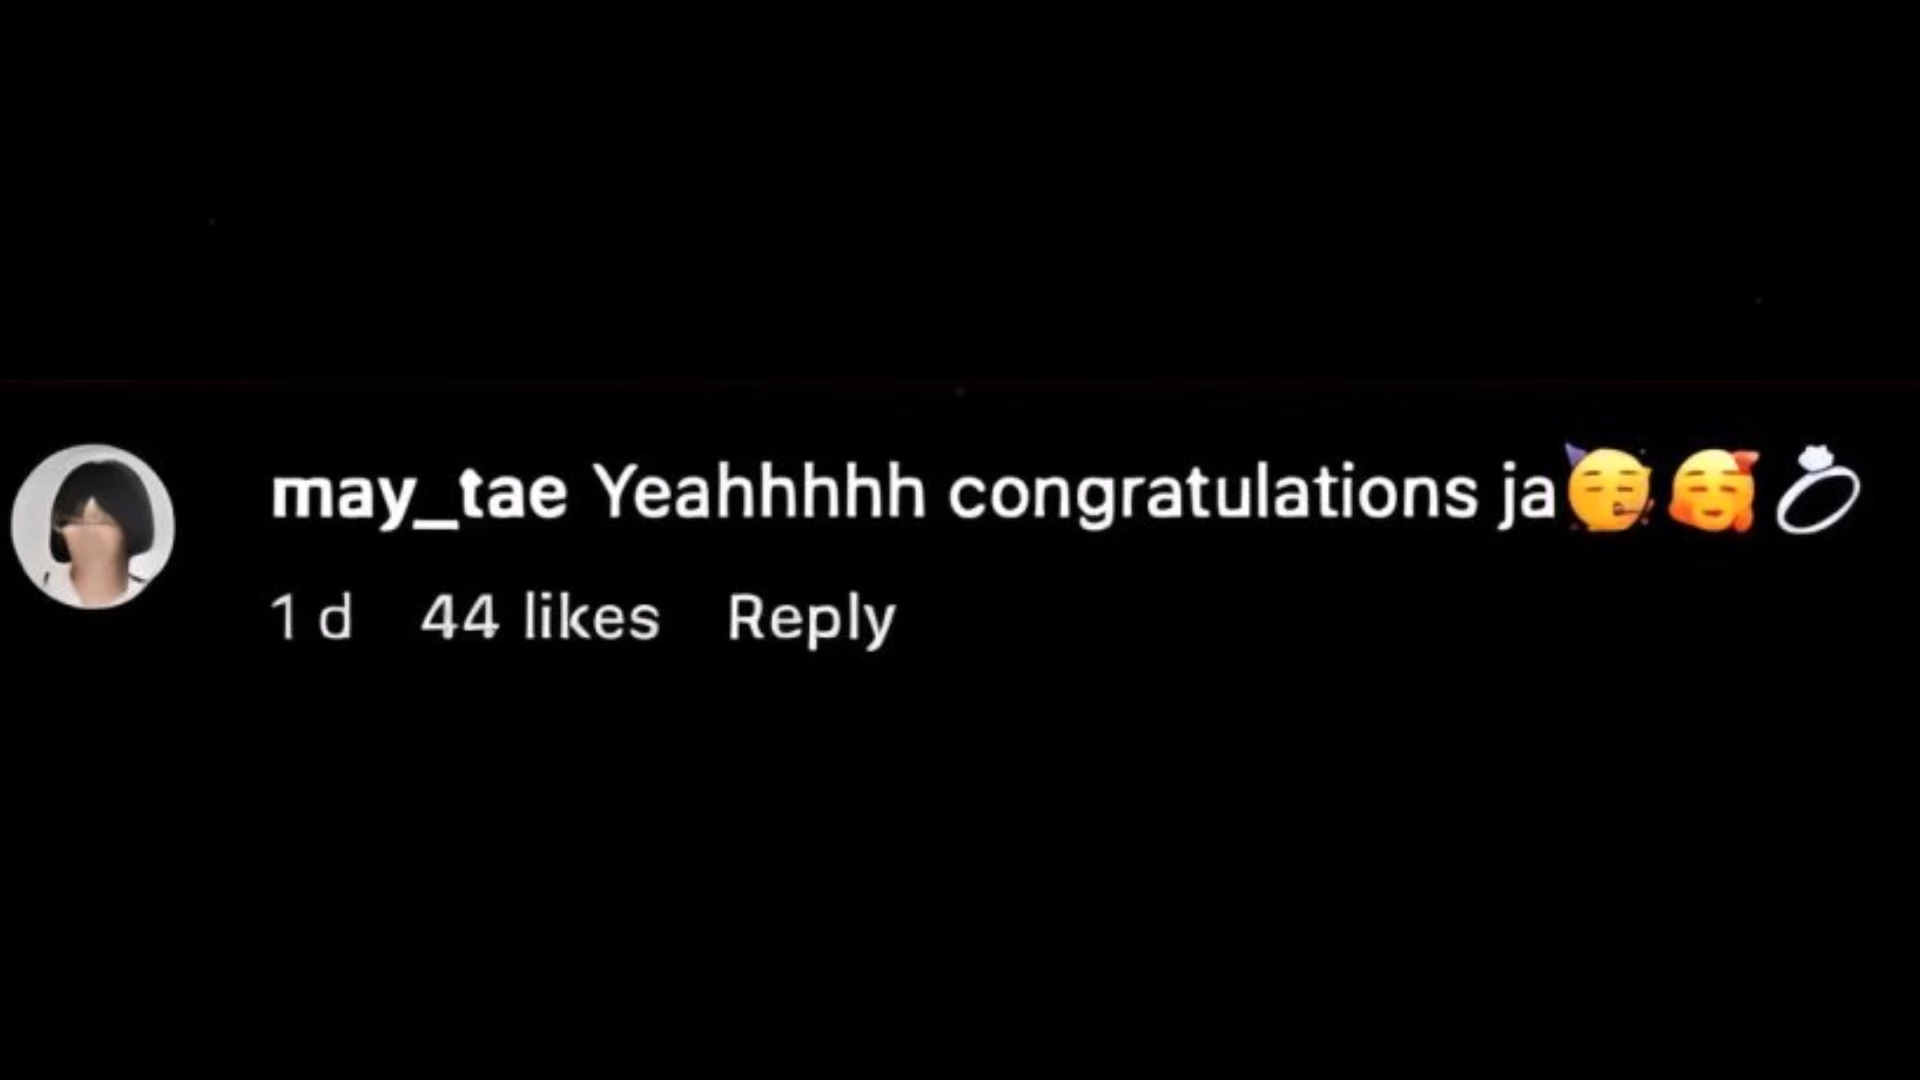 may_tae Yeahhhhh congratulations ja🥳🥰💍
1 d 44 likes Reply